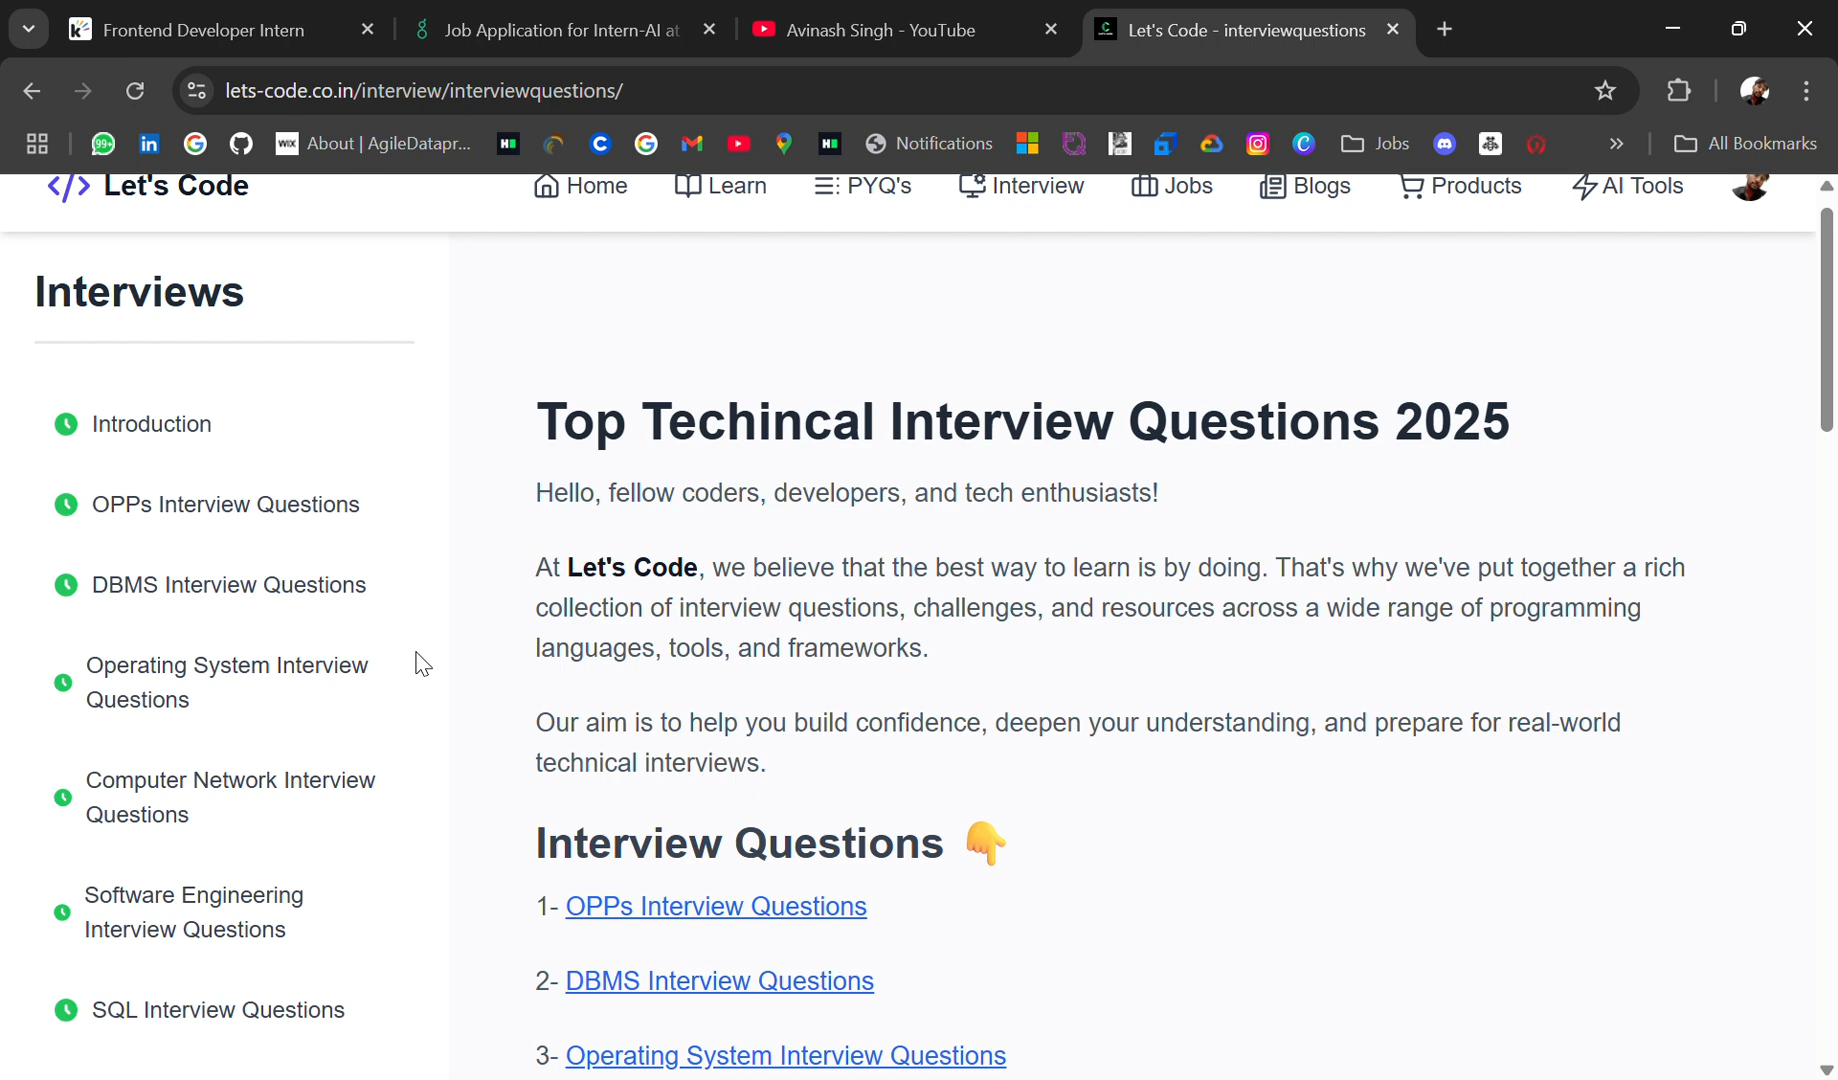 Frontend Developer Intern
Job Application for Intern-AI at
Avinash Singh - YouTube
Let's Code - interviewquestions
lets-code.co.in/interview/interviewquestions/
99+
WIX
About | AgileDatapr...
Notifications
Jobs
All Bookmarks
</> Let's Code
Home
Learn
PYQ's
Interview
Jobs
Blogs
Products
AI Tools
Interviews
Introduction
OPPs Interview Questions
DBMS Interview Questions
Operating System Interview
Questions
Computer Network Interview
Questions
Software Engineering
Interview Questions
SQL Interview Questions
Top Techincal Interview Questions 2025
Hello, fellow coders, developers, and tech enthusiasts!
At Let's Code, we believe that the best way to learn is by doing. That's why we've put together a rich
collection of interview questions, challenges, and resources across a wide range of programming
languages, tools, and frameworks.
Our aim is to help you build confidence, deepen your understanding, and prepare for real-world
technical interviews.
Interview Questions 👇
1- OPPs Interview Questions
2- DBMS Interview Questions
3- Operating System Interview Questions